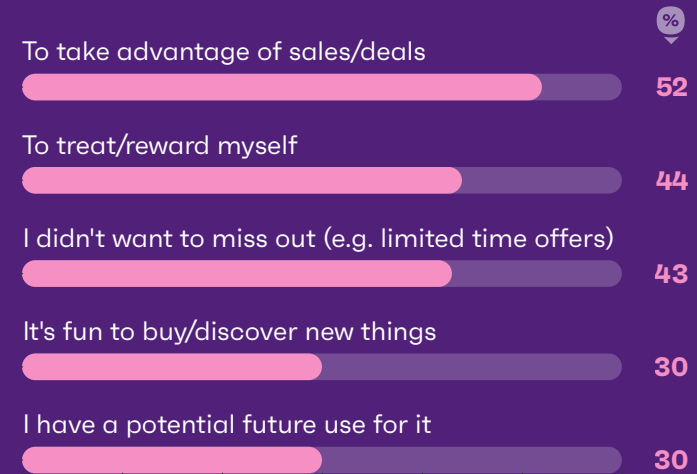 %
To take advantage of sales/deals
52
To treat/reward myself
44
I didn't want to miss out (e.g. limited time offers)
43
It's fun to buy/discover new things
30
I have a potential future use for it
30